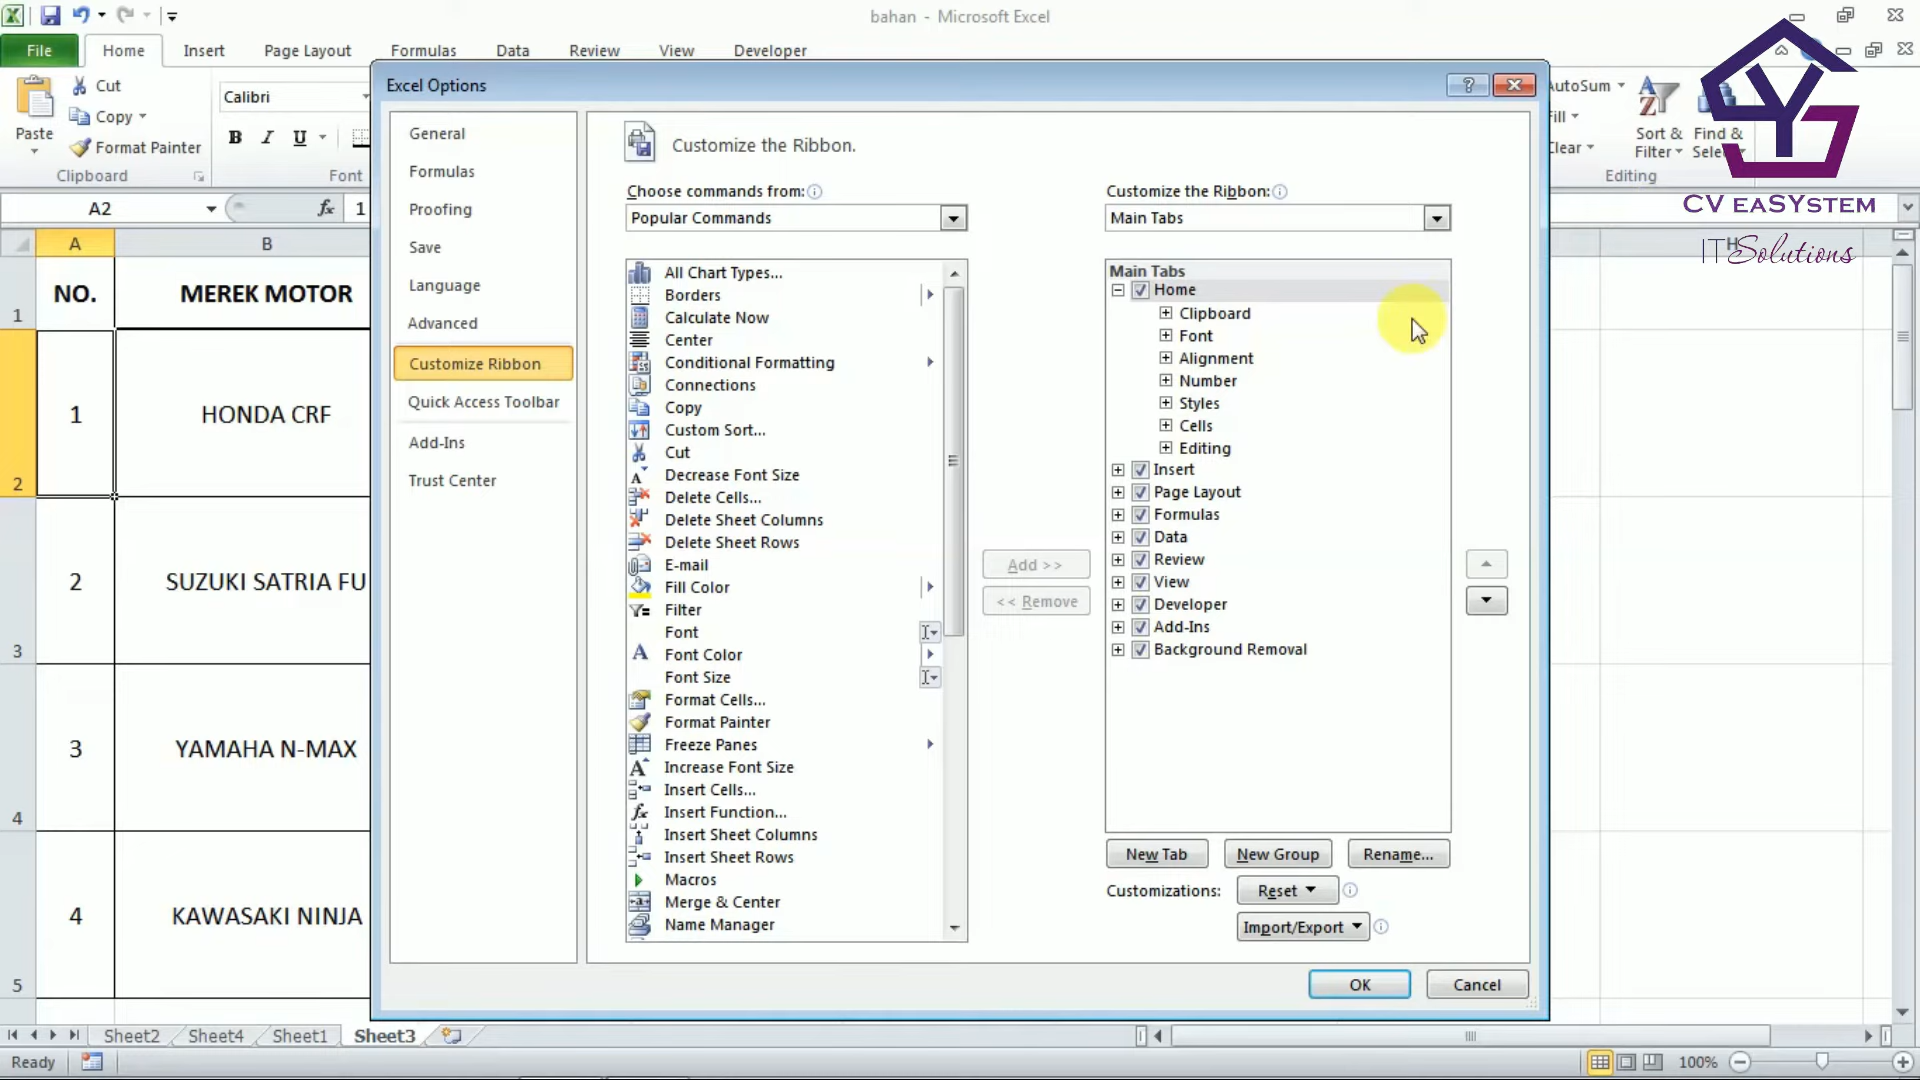 bahan - Microsoft Excel
File Home Insert Page Layout Formulas Data Review View Developer
Cut
Copy
Format Painter
Paste
Clipboard
Calibri
B I U
Font
AutoSum
Fill
Clear
Sort &
Filter
Find &
Select
Editing
CV EASYSTEM
IT Solutions
A2
fx 1
A B H
1 NO. MEREK MOTOR
2 1 HONDA CRF
3 2 SUZUKI SATRIA FU
4 3 YAMAHA N-MAX
5 4 KAWASAKI NINJA
Excel Options
General
Formulas
Proofing
Save
Language
Advanced
Customize Ribbon
Quick Access Toolbar
Add-Ins
Trust Center
Customize the Ribbon.
Choose commands from:
Popular Commands
All Chart Types...
Borders
Calculate Now
Center
Conditional Formatting
Connections
Copy
Custom Sort...
Cut
Decrease Font Size
Delete Cells...
Delete Sheet Columns
Delete Sheet Rows
E-mail
Fill Color
Filter
Font
Font Color
Font Size
Format Cells...
Format Painter
Freeze Panes
Increase Font Size
Insert Cells...
Insert Function...
Insert Sheet Columns
Insert Sheet Rows
Macros
Merge & Center
Name Manager
Add >>
<< Remove
Customize the Ribbon:
Main Tabs
Main Tabs
Home
Clipboard
Font
Alignment
Number
Styles
Cells
Editing
Insert
Page Layout
Formulas
Data
Review
View
Developer
Add-Ins
Background Removal
New Tab New Group Rename...
Customizations: Reset
Import/Export
OK Cancel
Sheet2 Sheet4 Sheet1 Sheet3
Ready 100%